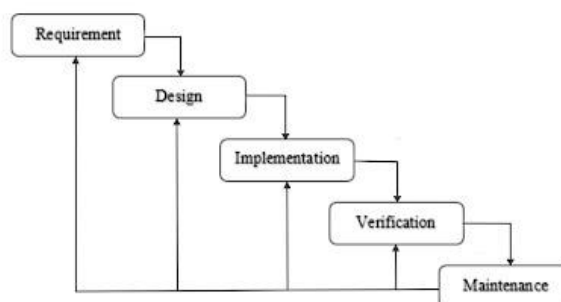 Requirement
Design
Implementation
Verification
Maintenance